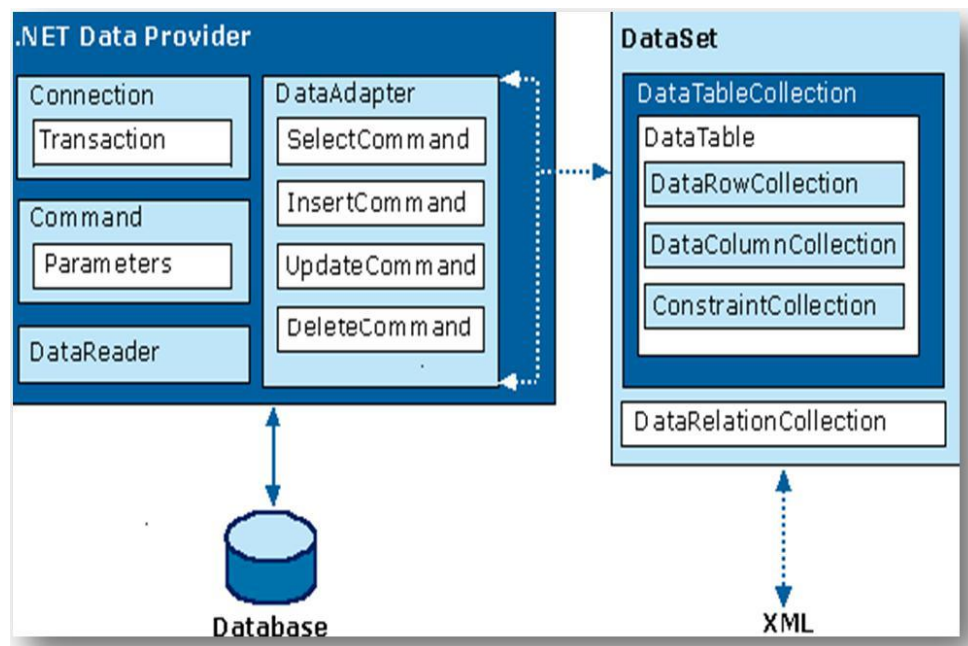 .NET Data Provider
Connection
Transaction
Command
Parameters
DataReader
DataAdapter
SelectCommand
InsertCommand
UpdateCommand
DeleteCommand
Database
DataSet
DataTableCollection
DataTable
DataRowCollection
DataColumnCollection
ConstraintCollection
DataRelationCollection
XML